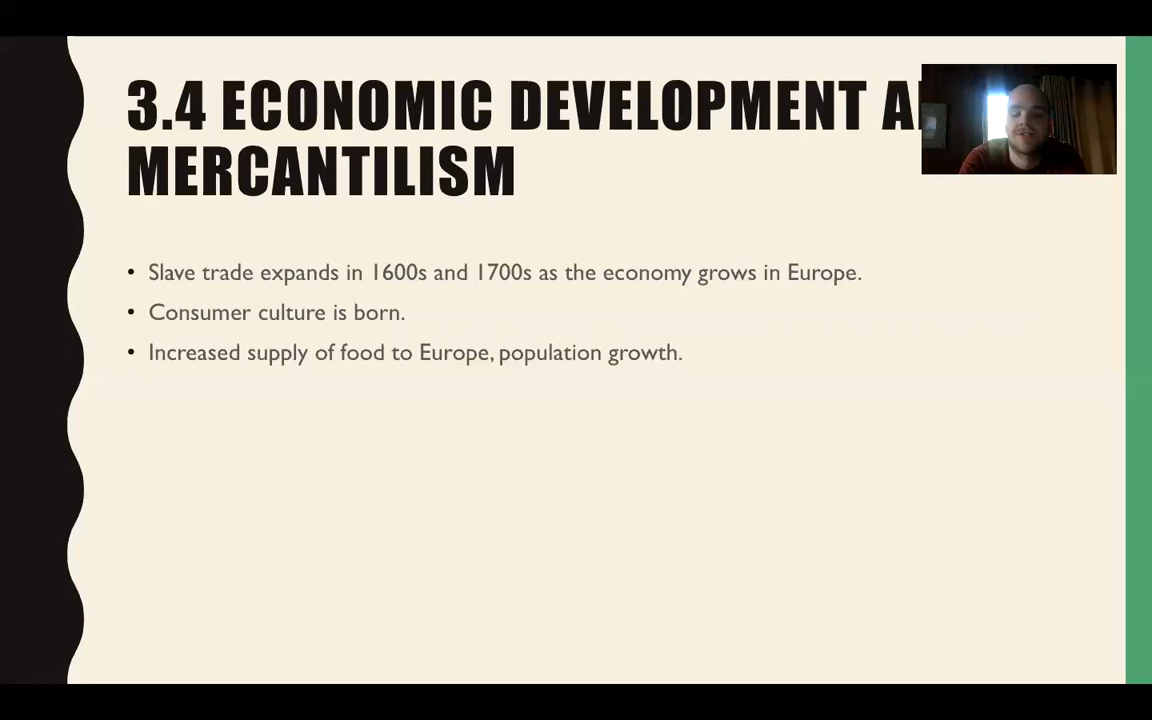 3.4 ECONOMIC DEVELOPMENT
MERCANTILISM
• Slave trade expands in 1600s and 1700s as the economy grows in Europe.
• Consumer culture is born.
• Increased supply of food to Europe, population growth.